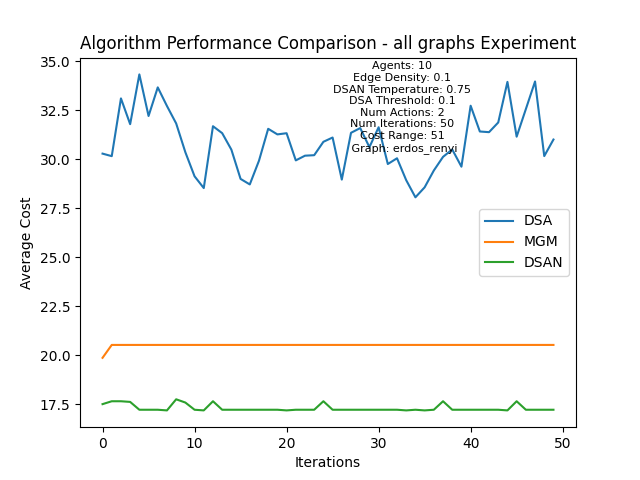 Algorithm Performance Comparison - all graphs Experiment
Agents: 10
Edge Density: 0.1
DSAN Temperature: 0.75
DSA Threshold: 0.1
Num Actions: 2
Num Iterations: 50
Cost Range: 51
Graph: erdos_renyi
35.0
32.5
30.0
27.5
25.0
22.5
20.0
17.5
Average Cost
DSA
MGM
DSAN
0
10
20
30
40
50
Iterations